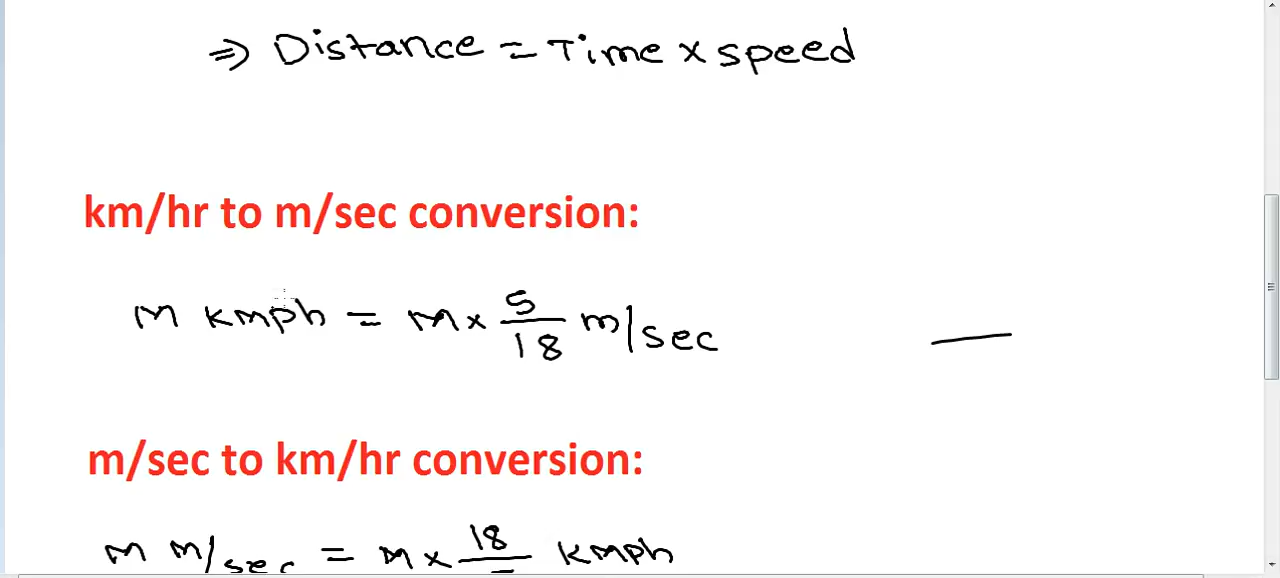 ⇒ Distance = Time × speed
km/hr to m/sec conversion:
m kmph = m × 5/18 m/sec
m/sec to km/hr conversion:
m m/sec = m × 18/ kmph